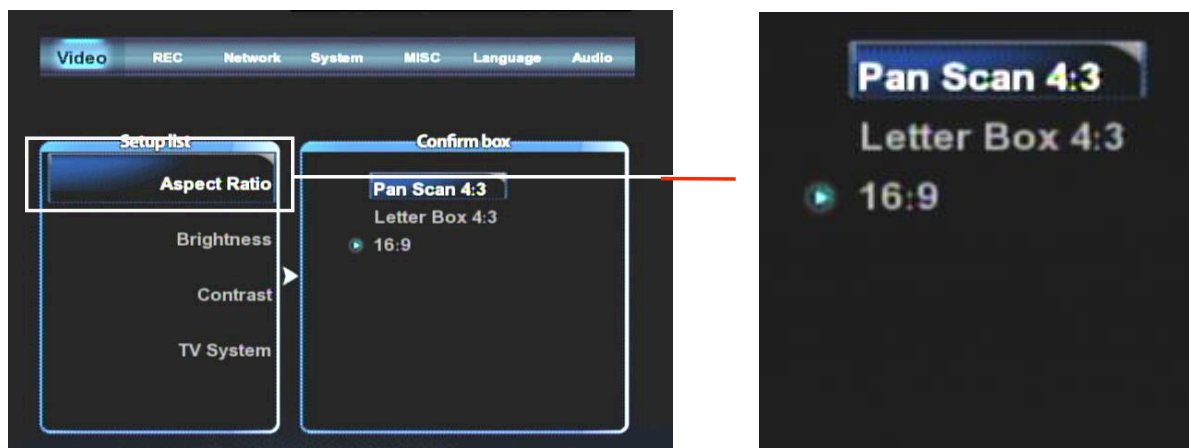 Video REC Network System MISC Language Audio
Setup list
Aspect Ratio
Brightness
Contrast
TV System
Confirm box
Pan Scan 4:3
Letter Box 4:3
16:9
Pan Scan 4:3
Letter Box 4:3
16:9